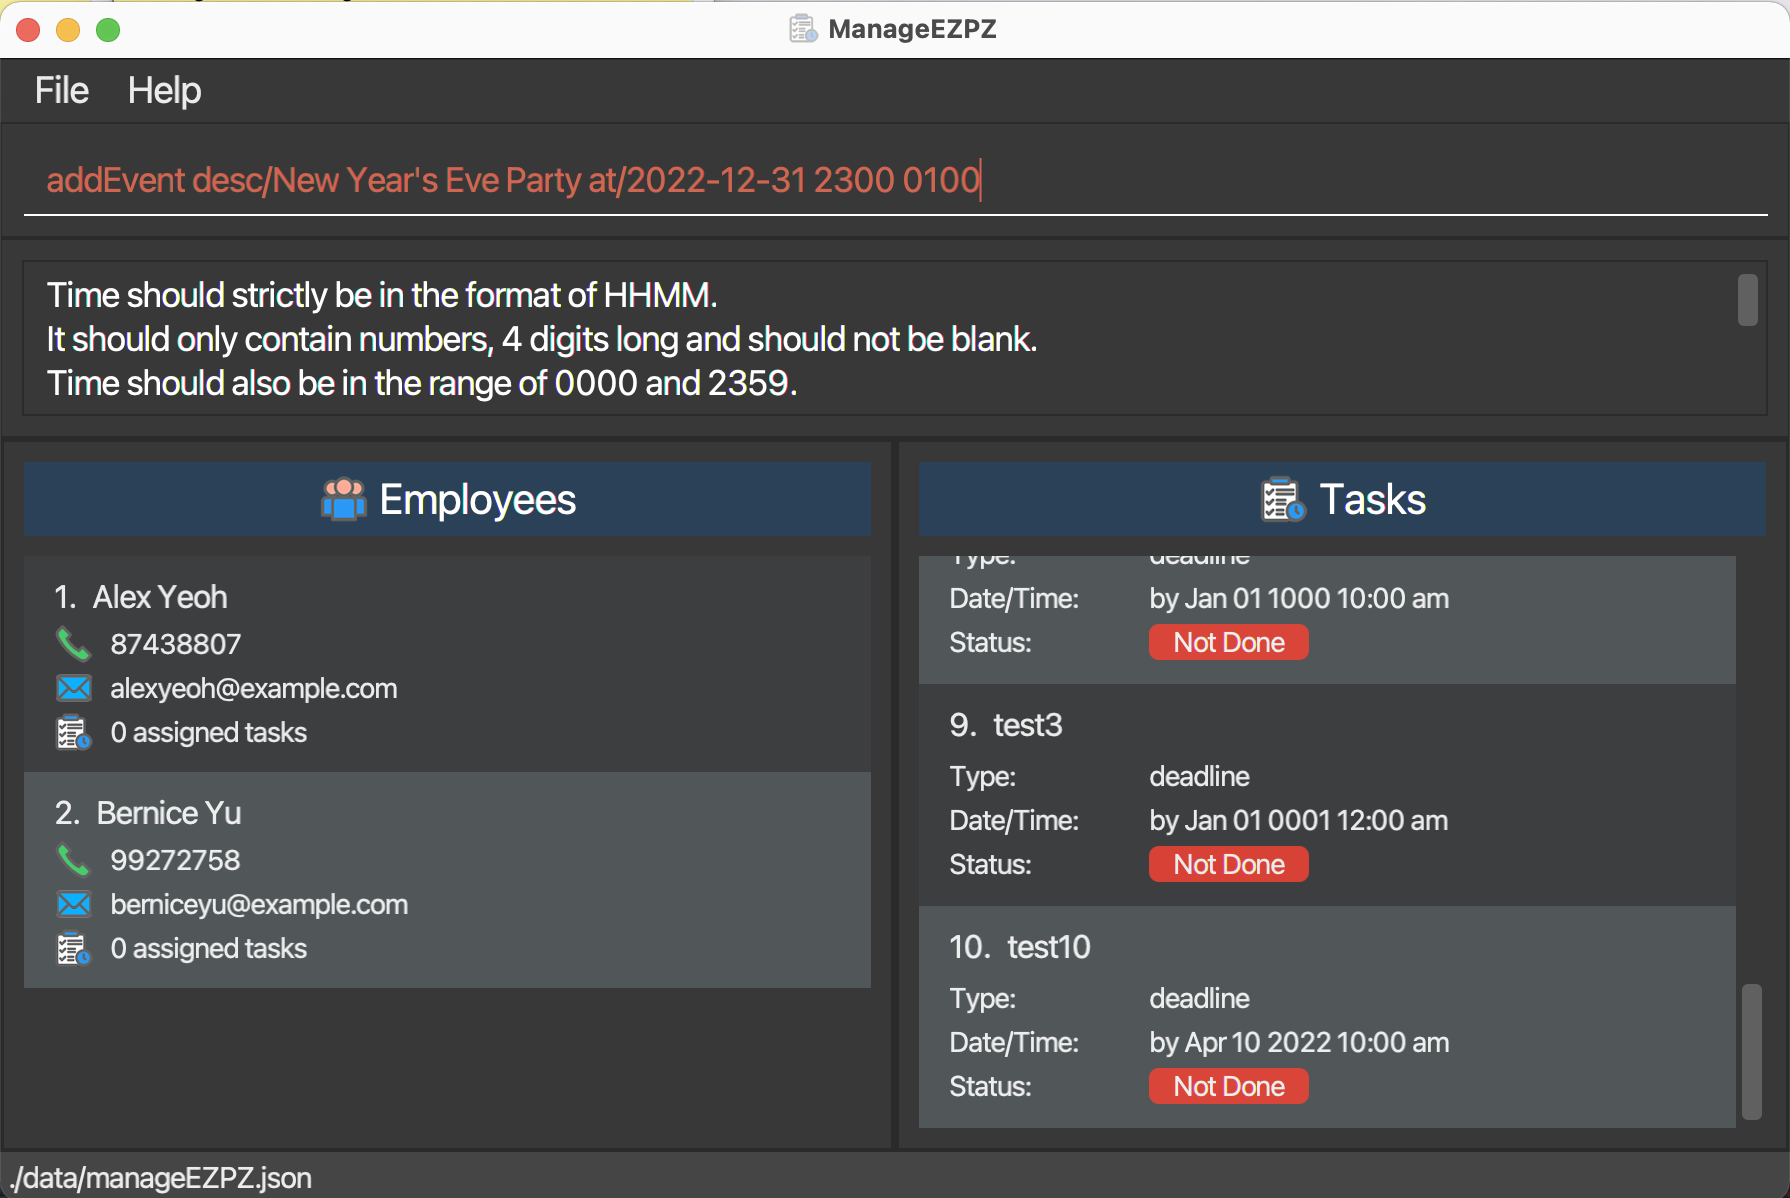 ManageEZPZ
File Help
addEvent desc/New Year's Eve Party at/2022-12-31 2300 0100
Time should strictly be in the format of HHMM.
It should only contain numbers, 4 digits long and should not be blank.
Time should also be in the range of 0000 and 2359.
Employees
1. Alex Yeoh
87438807
alexyeoh@example.com
0 assigned tasks
2. Bernice Yu
99272758
berniceyu@example.com
0 assigned tasks
Tasks
Type: deadline
Date/Time: by Jan 01 1000 10:00 am
Status: Not Done
9. test3
Type: deadline
Date/Time: by Jan 01 0001 12:00 am
Status: Not Done
10. test10
Type: deadline
Date/Time: by Apr 10 2022 10:00 am
Status: Not Done
./data/manageEZPZ.json